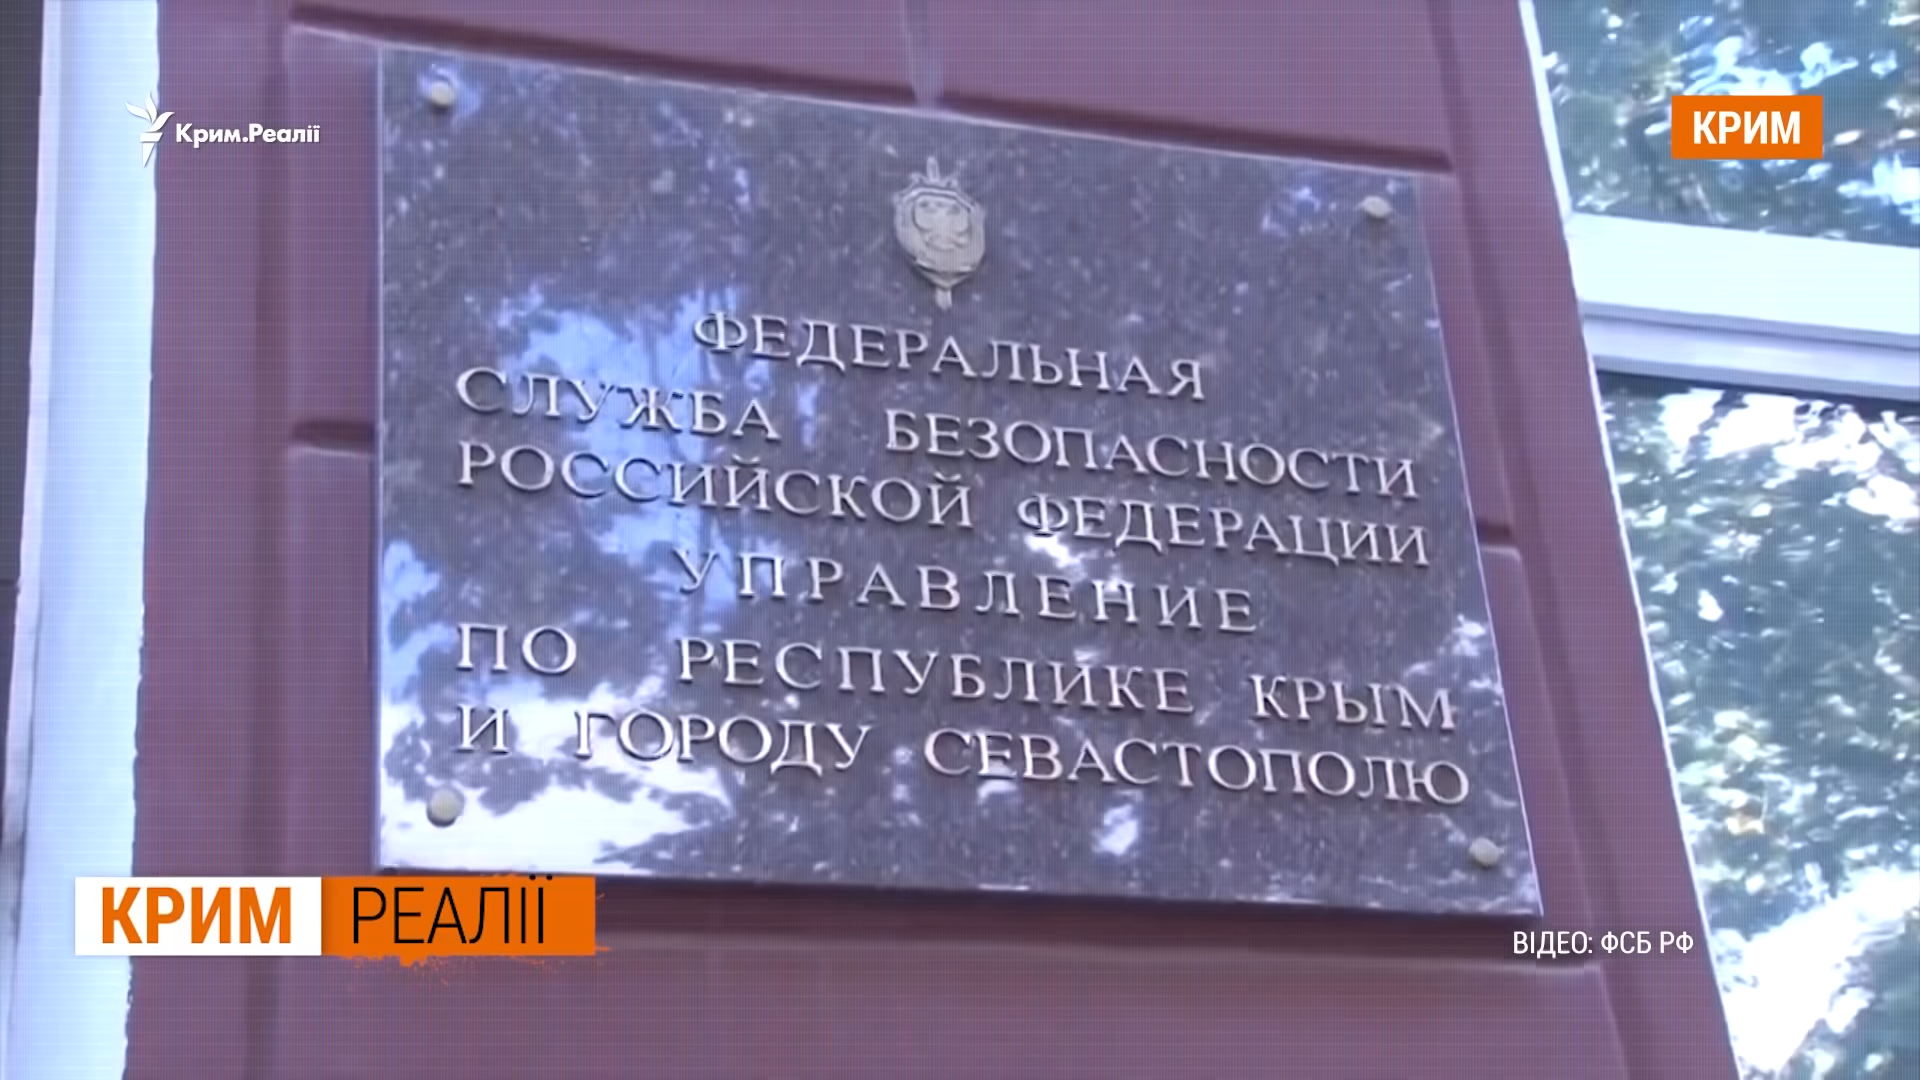 Крим.Реалії
КРИМ
ФЕДЕРАЛЬНАЯ
СЛУЖБА БЕЗОПАСНОСТИ
РОССИЙСКОЙ ФЕДЕРАЦИИ
УПРАВЛЕНИЕ
ПО РЕСПУБЛИКЕ КРЫМ
И ГОРОДУ СЕВАСТОПОЛЮ
КРИМ РЕАЛІЇ
ВІДЕО: ФСБ РФ